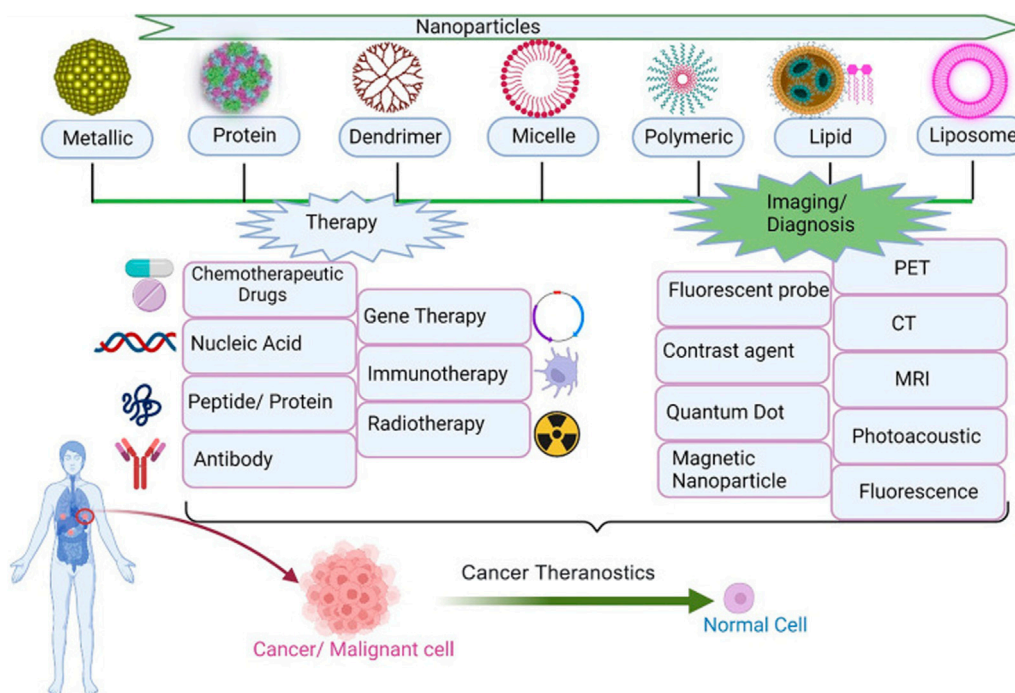 Nanoparticles
Metallic
Protein
Dendrimer
Micelle
Polymeric
Lipid
Liposome
Therapy
Imaging/
Diagnosis
Chemotherapeutic
Drugs
Nucleic Acid
Peptide/ Protein
Antibody
Gene Therapy
Immunotherapy
Radiotherapy
Fluorescent probe
Contrast agent
Quantum Dot
Magnetic
Nanoparticle
PET
CT
MRI
Photoacoustic
Fluorescence
Cancer Theranostics
Cancer/ Malignant cell
Normal Cell